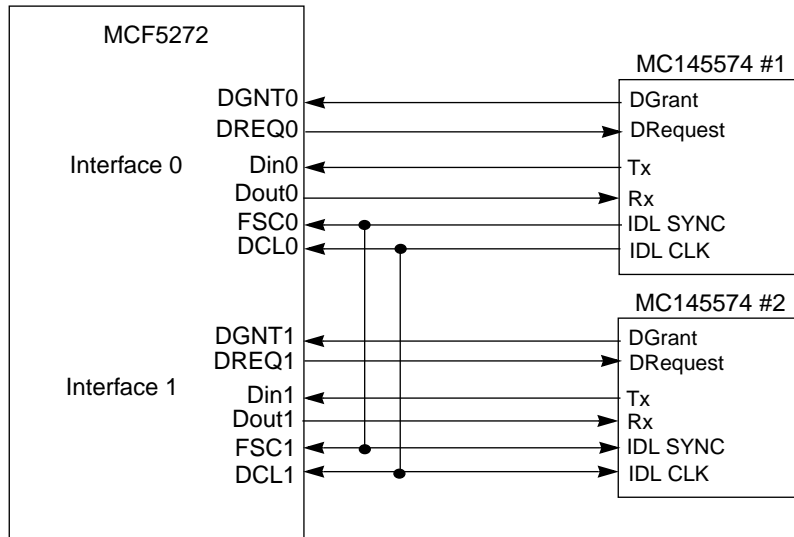 MCF5272
MC145574 #1
DGNT0
DGrant
DREQ0
DRequest
Interface 0
Din0
Tx
Dout0
Rx
FSC0
IDL SYNC
DCL0
IDL CLK
MC145574 #2
DGNT1
DGrant
DREQ1
DRequest
Interface 1
Din1
Tx
Dout1
Rx
FSC1
IDL SYNC
DCL1
IDL CLK